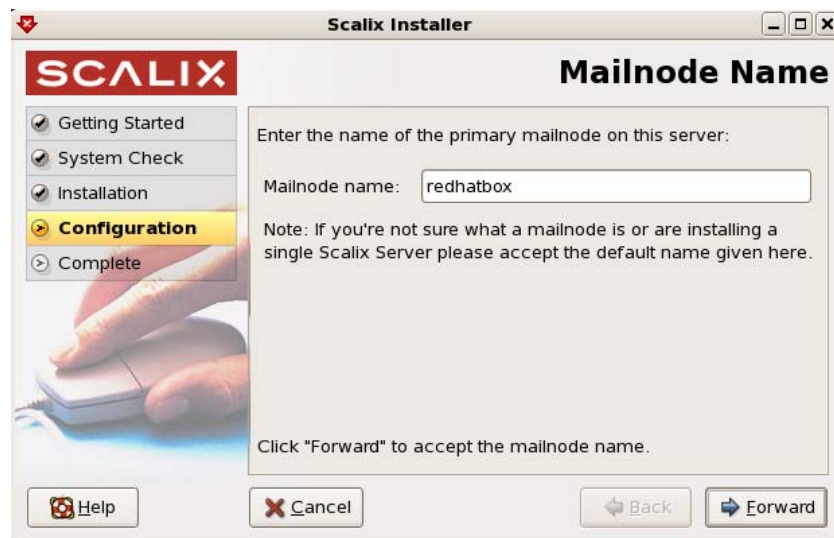 Scalix Installer
SCALIX
Mailnode Name
Getting Started
System Check
Installation
Configuration
Complete
Enter the name of the primary mailnode on this server:
Mailnode name: redhatbox
Note: If you're not sure what a mailnode is or are installing a
single Scalix Server please accept the default name given here.
Click "Forward" to accept the mailnode name.
Help
Cancel
Back
Forward